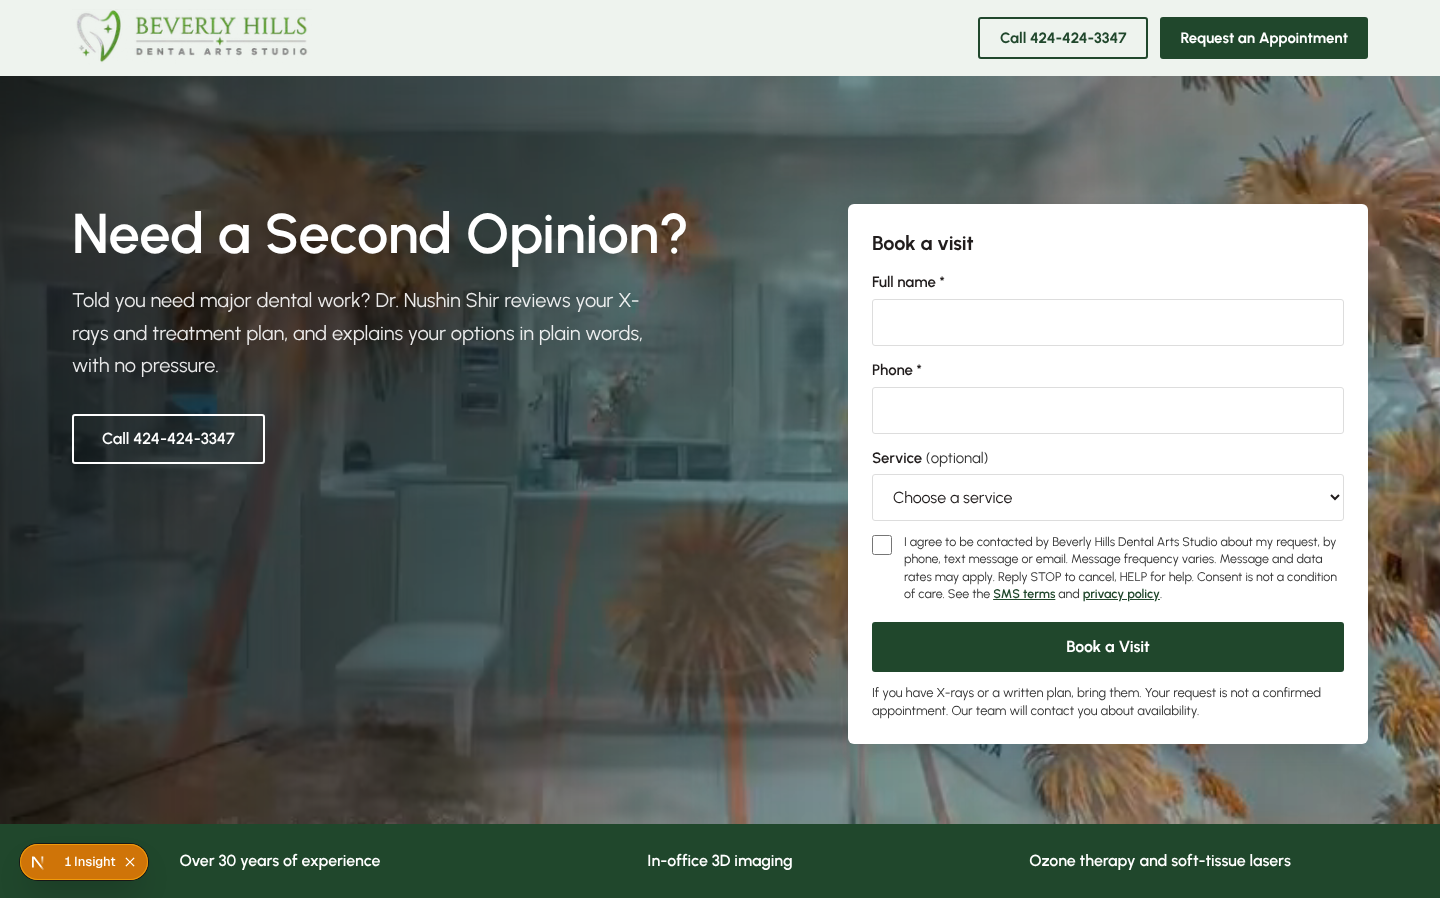 BEVERLY HILLS
DENTAL ARTS STUDIO
Call 424-424-3347
Request an Appointment
Need a Second Opinion?
Told you need major dental work? Dr. Nushin Shir reviews your X-
rays and treatment plan, and explains your options in plain words,
with no pressure.
Call 424-424-3347
Book a visit
Full name *
Phone *
Service (optional)
Choose a service
I agree to be contacted by Beverly Hills Dental Arts Studio about my request, by
phone, text message or email. Message frequency varies. Message and data
rates may apply. Reply STOP to cancel, HELP for help. Consent is not a condition
of care. See the SMS terms and privacy policy.
Book a Visit
If you have X-rays or a written plan, bring them. Your request is not a confirmed
appointment. Our team will contact you about availability.
N 1 Insight
Over 30 years of experience
In-office 3D imaging
Ozone therapy and soft-tissue lasers